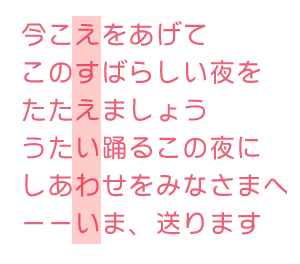 今こえをあげて
このすばらしい夜を
たたえましょう
うたい踊るこの夜に
しあわせをみなさまへ
ーーいま、送ります